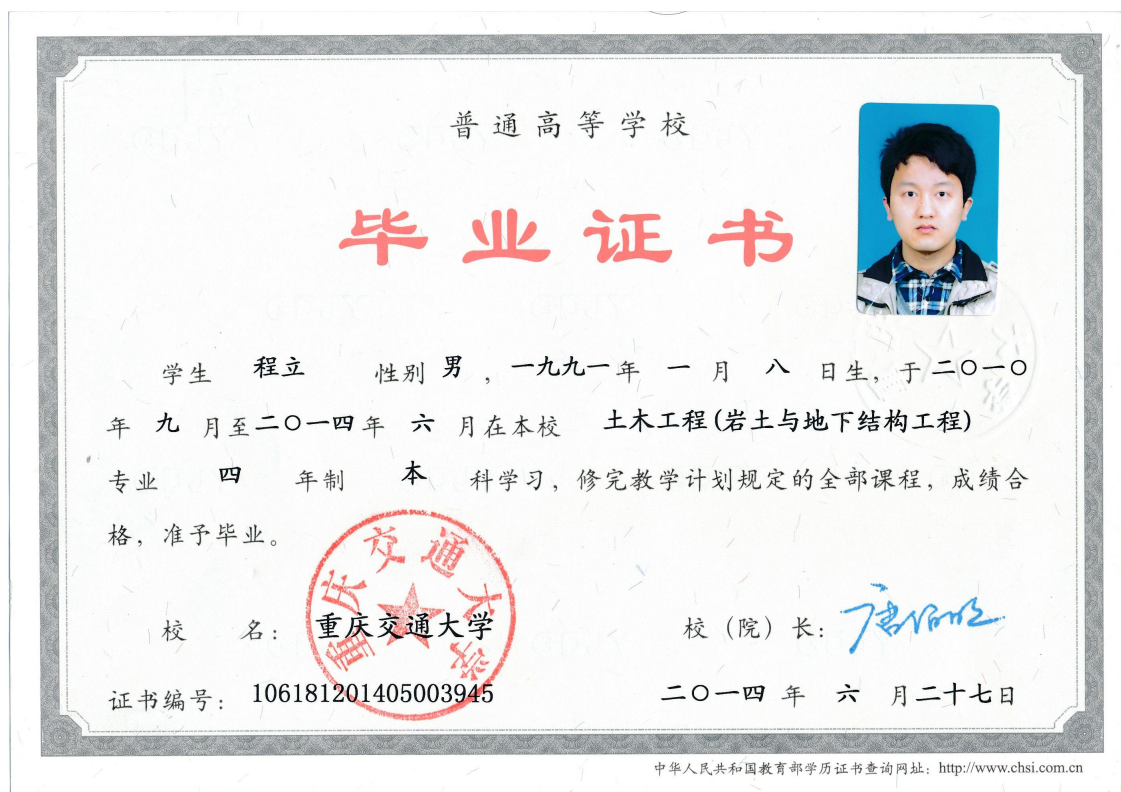 普通高等学校
毕业证书
学生 程立 性别 男 ，一九九一年 一 月 八 日生，于二〇一〇
年 九 月至二〇一四年 六 月在本校 土木工程(岩土与地下结构工程)
专业 四 年制 本 科学习，修完教学计划规定的全部课程，成绩合
格，准予毕业。
重庆交通大学
校 名：重庆交通大学 校（院）长：唐伯明
证书编号：106181201405003945 二〇一四 年 六 月二十七日
中华人民共和国教育部学历证书查询网址：http://www.chsi.com.cn